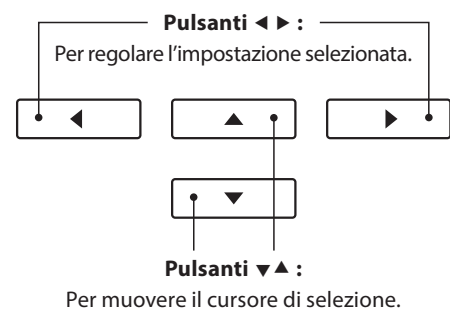 Pulsanti ◀ ▶ :
Per regolare l’impostazione selezionata.
Pulsanti ▼▲ :
Per muovere il cursore di selezione.